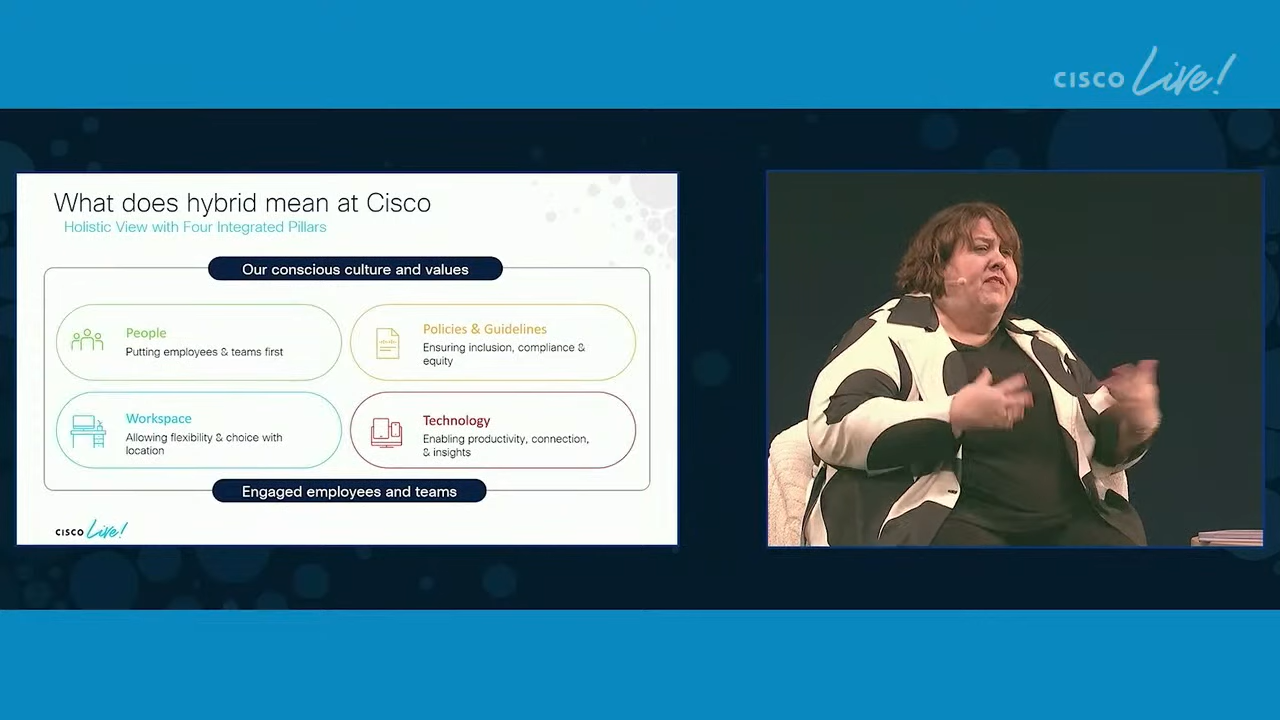 CISCO Live!
What does hybrid mean at Cisco
Holistic View with Four Integrated Pillars
Our conscious culture and values
People
Putting employees & teams first
Policies & Guidelines
Ensuring inclusion, compliance &
equity
Workspace
Allowing flexibility & choice with
location
Technology
Enabling productivity, connection,
& insights
Engaged employees and teams
CISCO Live!